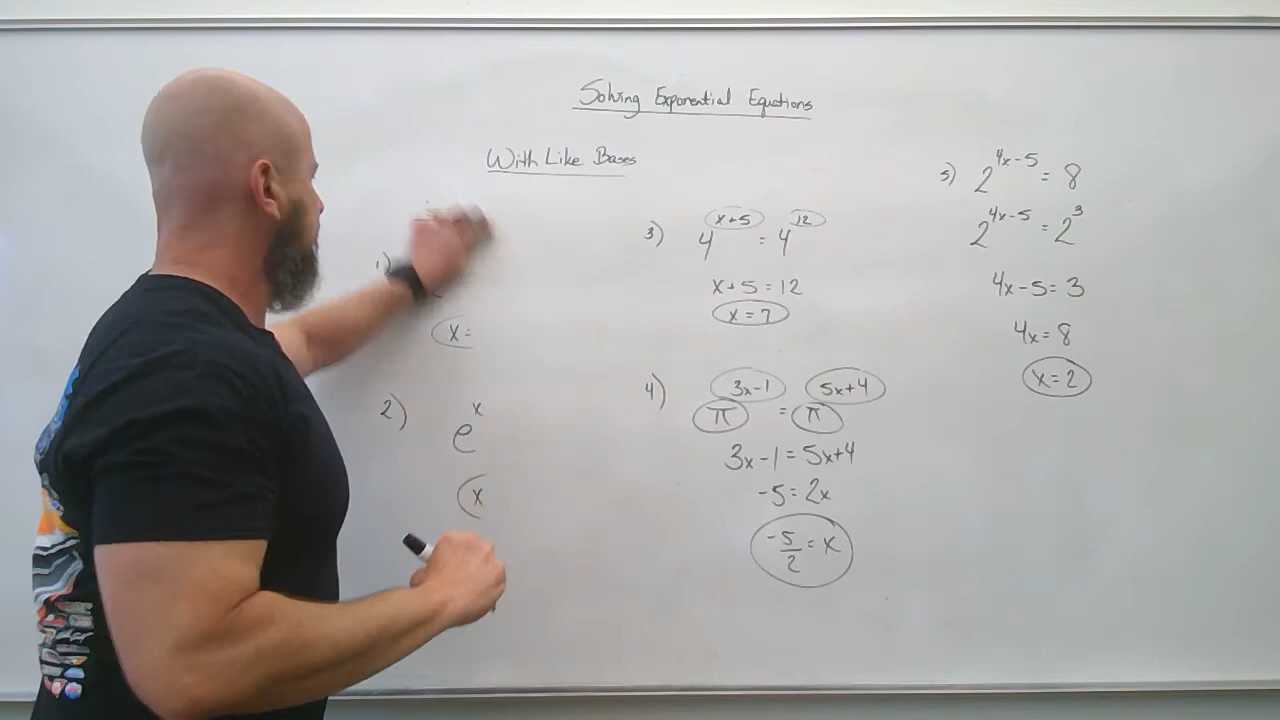 Solving Exponential Equations
With Like Bases
1)
x =
2)
e^x
x
3) 4^(x+5) = 4^12
x + 5 = 12
x = 7
4) π^(3x-1) = π^(5x+4)
3x-1 = 5x+4
-5 = 2x
-5/2 = x
5) 2^(4x-5) = 8
2^(4x-5) = 2^3
4x-5 = 3
4x = 8
x = 2